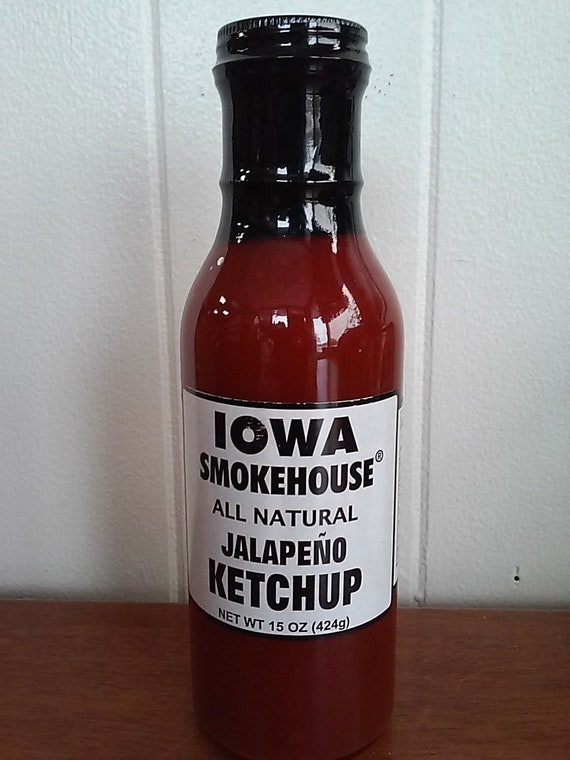 IOWA
SMOKEHOUSE®
ALL NATURAL
JALAPEÑO
KETCHUP
NET WT 15 OZ (424g)